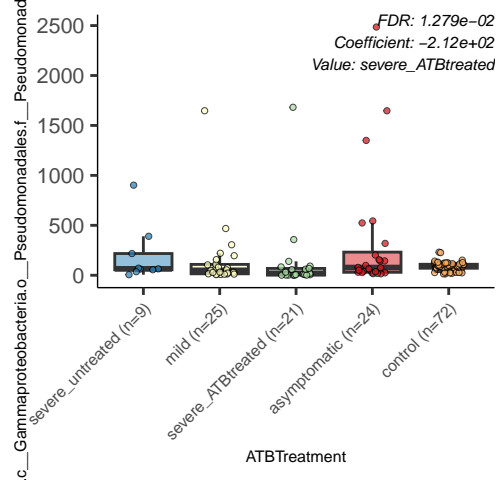 FDR: 1.279e−02
Coefficient: −2.12e+02
Value: severe_ATBtreated
2500
2000
1500
1000
500
0
.c__Gammaproteobacteria.o__Pseudomonadales.f__Pseudomonad
severe_untreated (n=9)
mild (n=25)
severe_ATBtreated (n=21)
asymptomatic (n=24)
control (n=72)
ATBTreatment